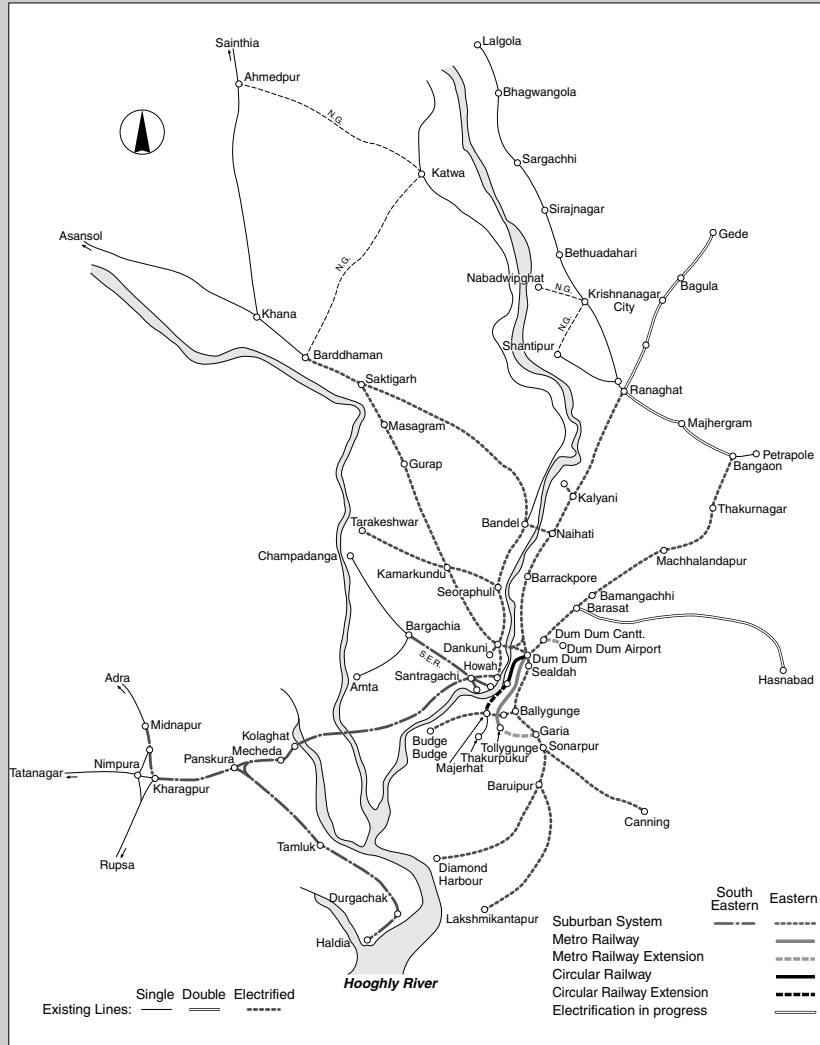 Sainthia
Lalgola
Ahmedpur
Bhagwangola
N.G.
Sargachhi
Katwa
Sirajnagar
Asansol
Gede
Bethuadahari
N.G.
Nabadwipghat
N.G.
Krishnanagar
City
Bagula
Khana
N.G.
Shantipur
Barddhaman
Saktigarh
Ranaghat
Masagram
Majhergram
Gurap
Petrapole
Bangaon
Kalyani
Thakurnagar
Tarakeshwar
Bandel
Naihati
Champadanga
Machhalandapur
Kamarkundu
Barrackpore
Seoraphuli
Bamangachhi
Barasat
Bargachia
Dum Dum Cantt.
Dankuni
Dum Dum Airport
S.E.R.
Howah
Dum Dum
Santragachi
Sealdah
Hasnabad
Adra
Amta
Midnapur
Ballygunge
Kolaghat
Budge
Budge
Garia
Mecheda
Tollygunge
Sonarpur
Panskura
Thakurpukur
Nimpura
Majerhat
Tatanagar
Kharagpur
Baruipur
Canning
Tamluk
Rupsa
Diamond
Harbour
Durgachak
Lakshmikantapur
Haldia
Hooghly River
South
Eastern
Eastern
Suburban System
Metro Railway
Metro Railway Extension
Circular Railway
Circular Railway Extension
Electrification in progress
Single Double Electrified
Existing Lines: